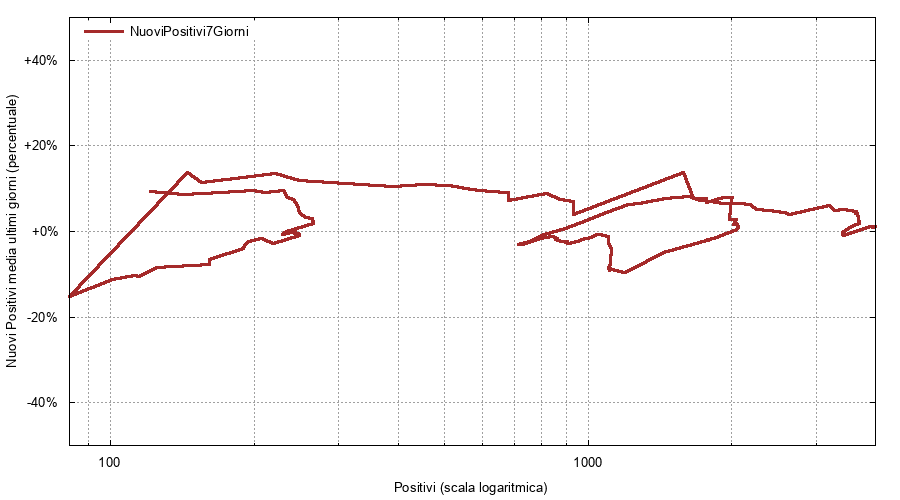 NuoviPositivi7Giorni
+40%
+20%
+0%
-20%
-40%
Nuovi Positivi media ultimi giorni (percentuale)
100
1000
Positivi (scala logaritmica)